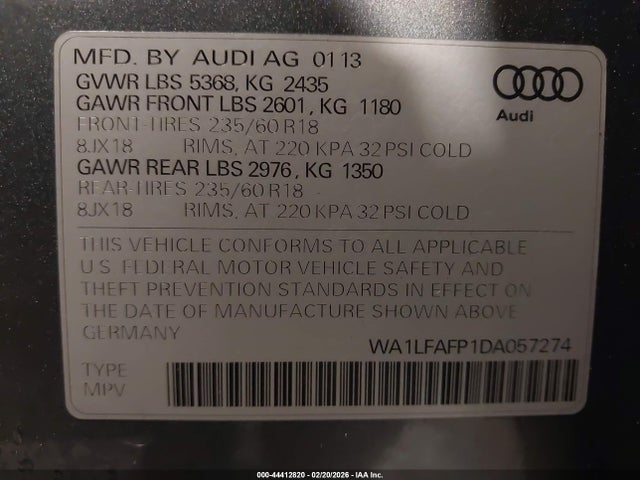 MFD. BY AUDI AG 01 13
GVWR LBS 5368, KG 2435
GAWR FRONT LBS 2601, KG 1180
FRONT-TIRES 235/60 R18
8JX18 RIMS, AT 220 KPA 32 PSI COLD
GAWR REAR LBS 2976, KG 1350
REAR-TIRES 235/60 R18
8JX18 RIMS, AT 220 KPA 32 PSI COLD
Audi
THIS VEHICLE CONFORMS TO ALL APPLICABLE
U.S. FEDERAL MOTOR VEHICLE SAFETY AND
THEFT PREVENTION STANDARDS IN EFFECT ON
THE DATE OF MANUFACTURE SHOWN ABOVE
GERMANY
WA1LFAFP1DA057274
TYPE
MPV
000-44412820 - 02/20/2026 - IAA Inc.